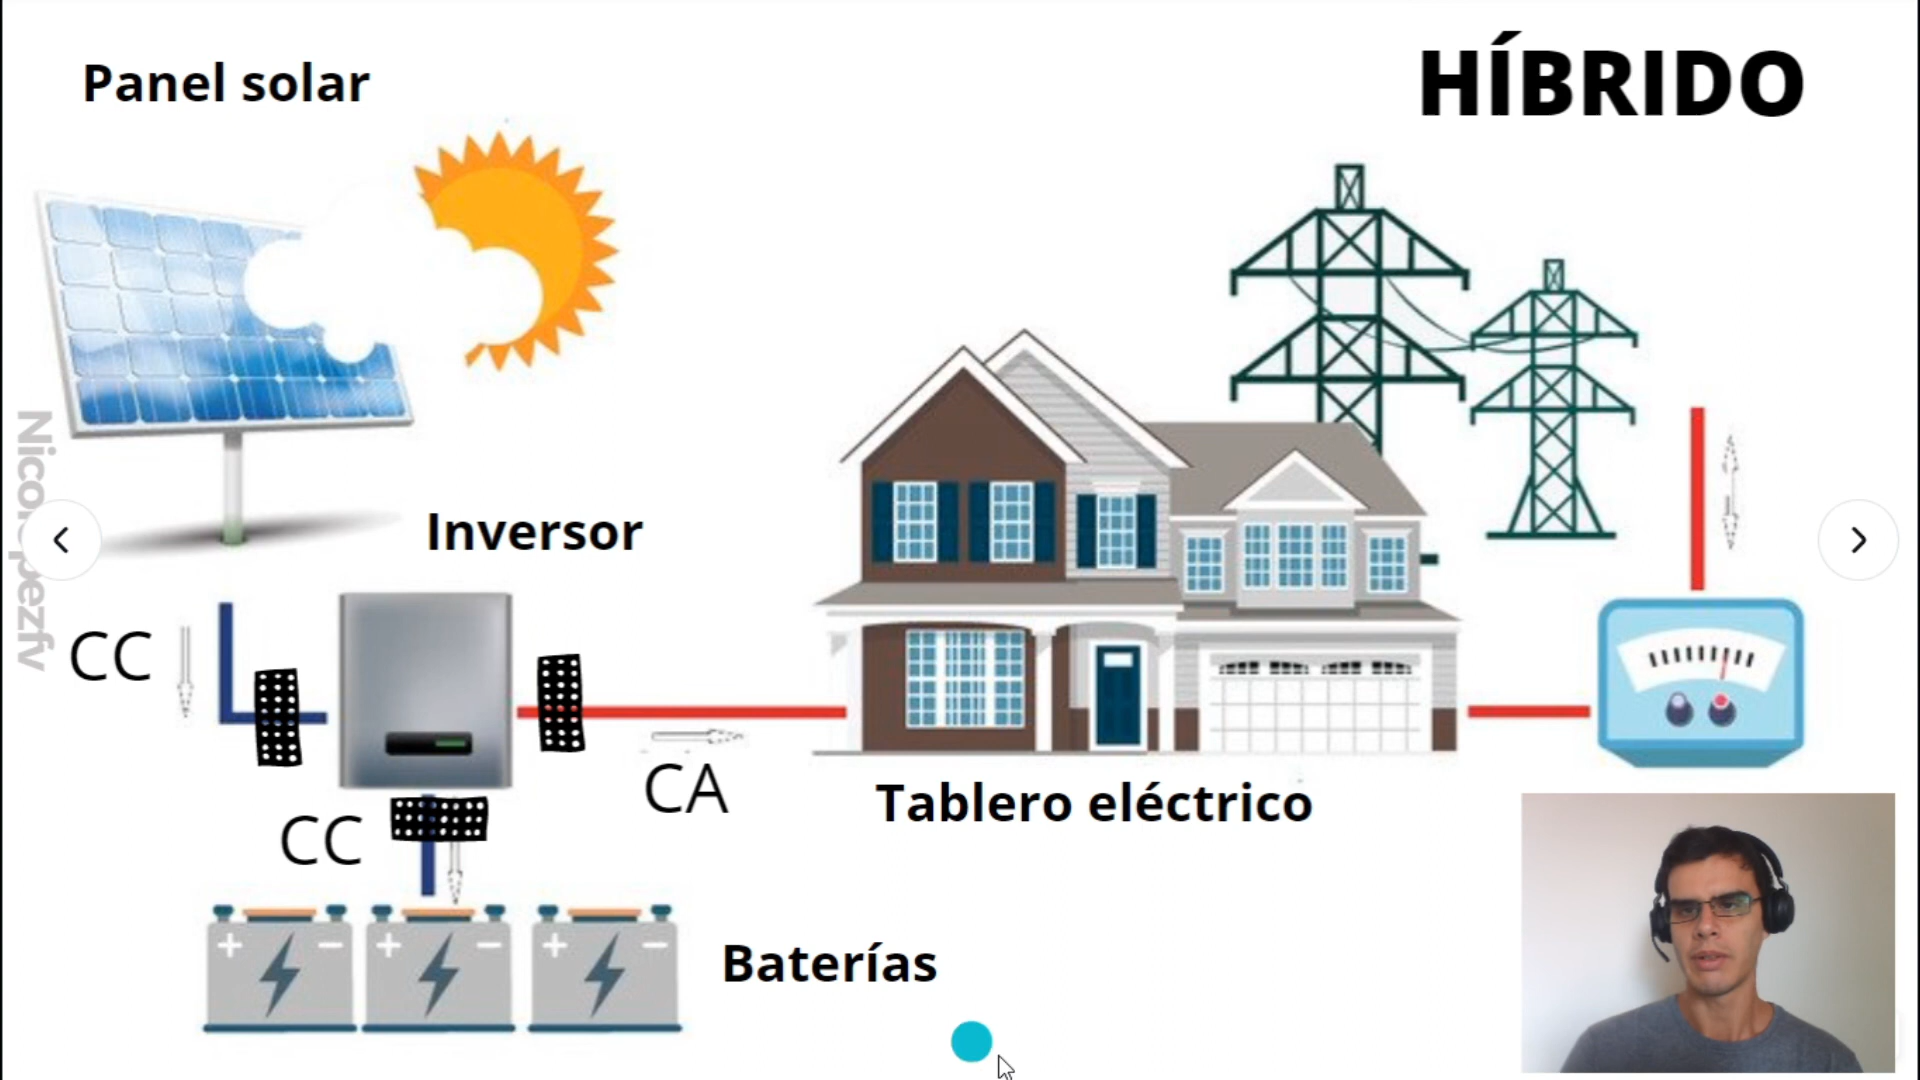 Panel solar
HÍBRIDO
Inversor
CC
CA
CC
Tablero eléctrico
Baterías